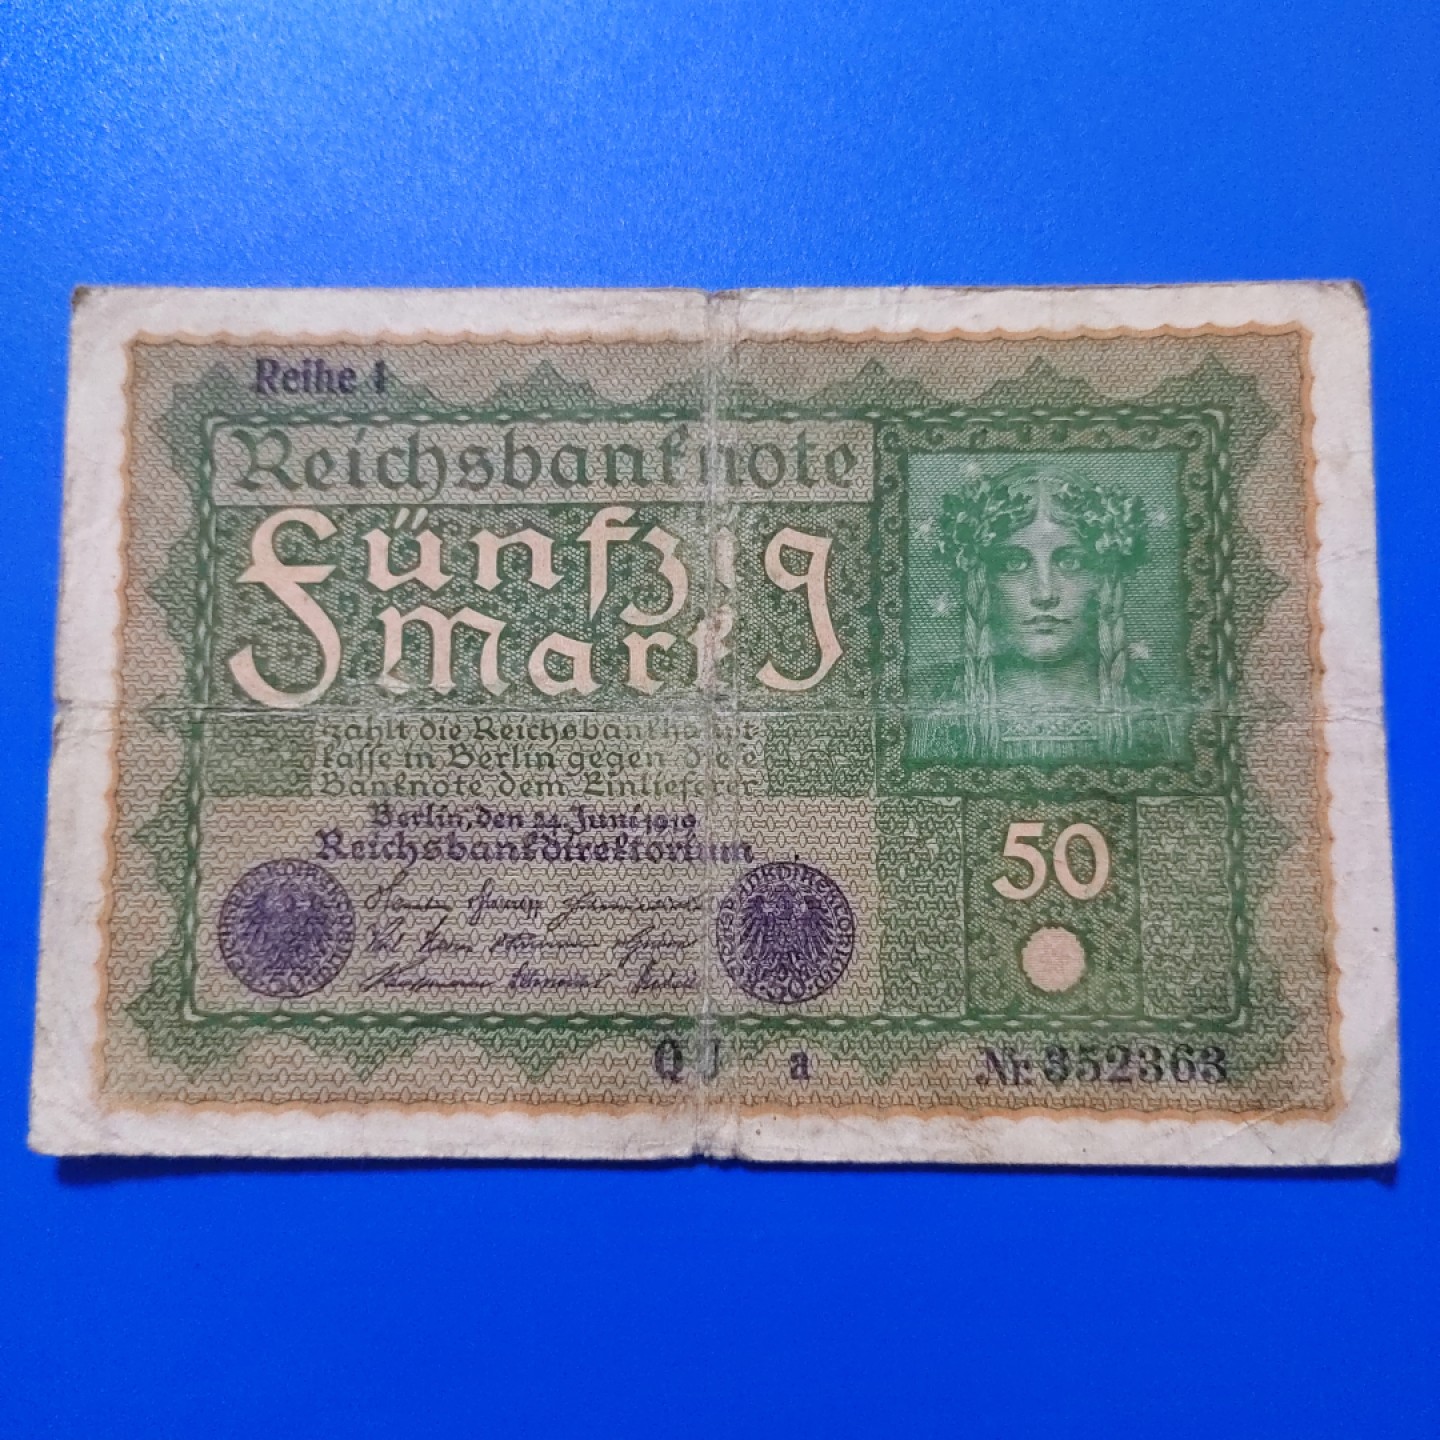 Reihe 1
Reichsbanknote
Fünfzig
Mark
zahlt die Reichsbankhaupt
kasse in Berlin gegen diese
Banknote dem Einlieferer
Berlin, den 24. Juni 1919
Reichsbankdirektorium
50
Q J a Nr. 352363